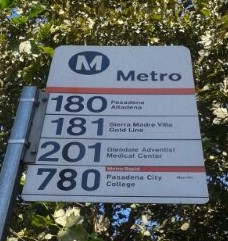 M Metro
180 Pasadena
Altadena
181 Sierra Madre Villa
Gold Line
201 Glendale Adventist
Medical Center
Metro Rapid
780 Pasadena City
College